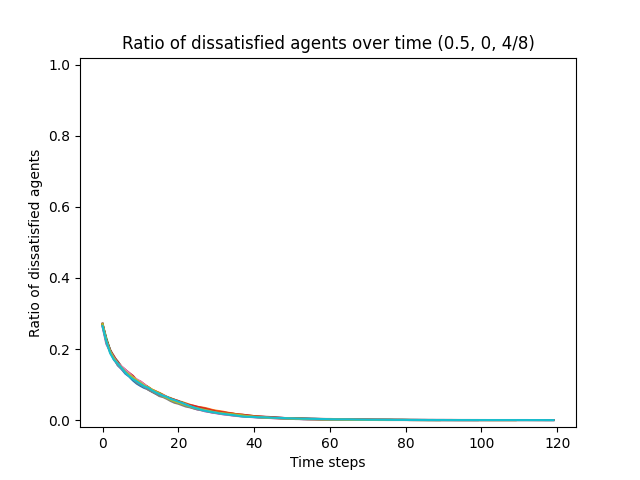 Ratio of dissatisfied agents over time (0.5, 0, 4/8)
1.0
0.8
0.6
0.4
0.2
0.0
Ratio of dissatisfied agents
0 20 40 60 80 100 120
Time steps